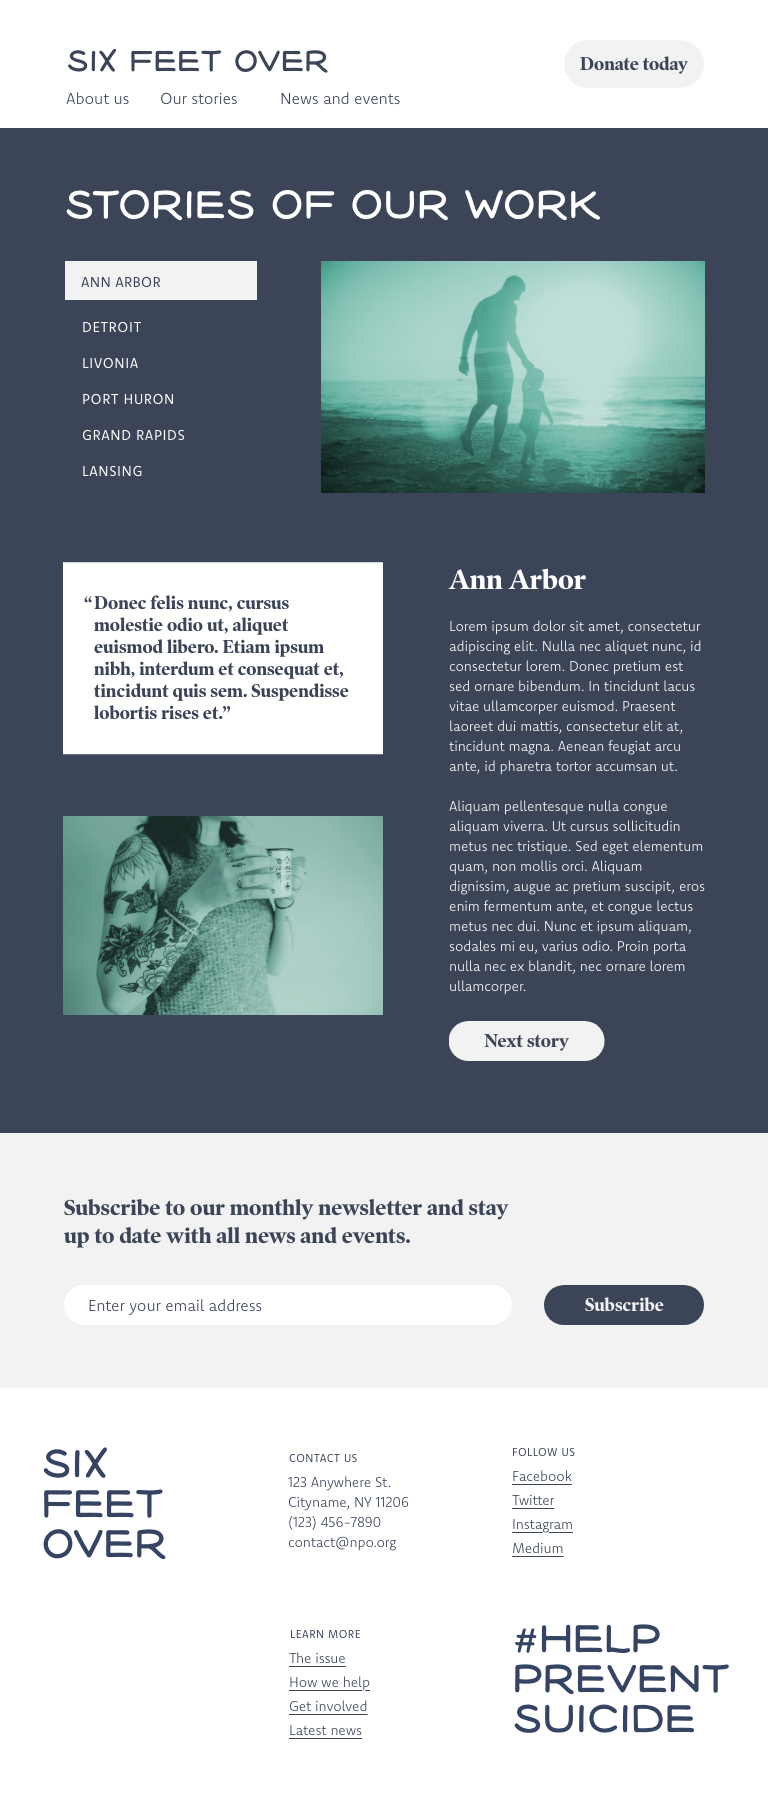 SIX FEET OVER
Donate today
About us
Our stories
News and events
STORIES OF OUR WORK
ANN ARBOR
DETROIT
LIVONIA
PORT HURON
GRAND RAPIDS
LANSING
“Donec felis nunc, cursus
molestie odio ut, aliquet
euismod libero. Etiam ipsum
nibh, interdum et consequat et,
tincidunt quis sem. Suspendisse
lobortis rises et.”
Ann Arbor
Lorem ipsum dolor sit amet, consectetur
adipiscing elit. Nulla nec aliquet nunc, id
consectetur lorem. Donec pretium est
sed ornare bibendum. In tincidunt lacus
vitae ullamcorper euismod. Praesent
laoreet dui mattis, consectetur elit at,
tincidunt magna. Aenean feugiat arcu
ante, id pharetra tortor accumsan ut.
Aliquam pellentesque nulla congue
aliquam viverra. Ut cursus sollicitudin
metus nec tristique. Sed eget elementum
quam, non mollis orci. Aliquam
dignissim, augue ac pretium suscipit, eros
enim fermentum ante, et congue lectus
metus nec dui. Nunc et ipsum aliquam,
sodales mi eu, varius odio. Proin porta
nulla nec ex blandit, nec ornare lorem
ullamcorper.
Next story
Subscribe to our monthly newsletter and stay
up to date with all news and events.
Enter your email address
Subscribe
SIX
FEET
OVER
CONTACT US
123 Anywhere St.
Cityname, NY 11206
(123) 456-7890
contact@npo.org
FOLLOW US
Facebook
Twitter
Instagram
Medium
LEARN MORE
The issue
How we help
Get involved
Latest news
#HELP
PREVENT
SUICIDE